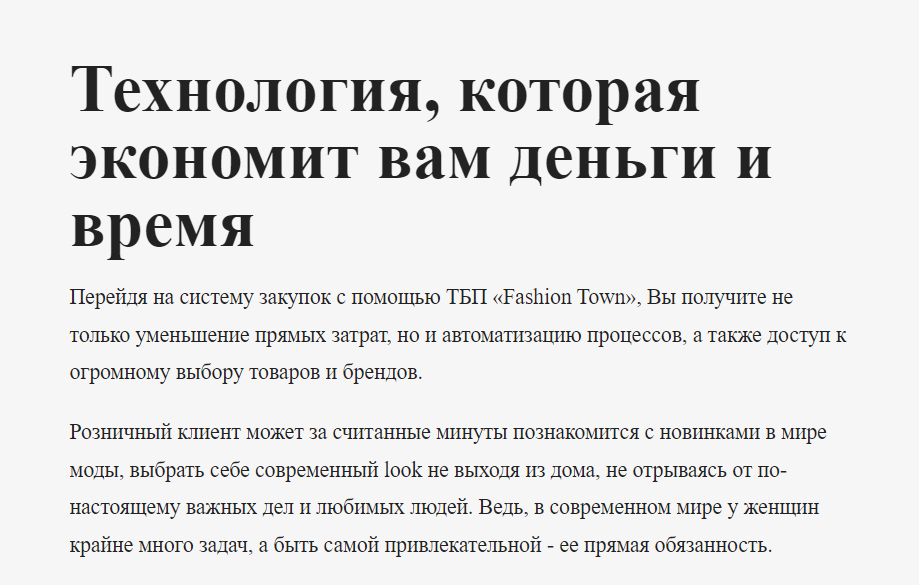 Технология, которая
экономит вам деньги и
время
Перейдя на систему закупок с помощью ТБП «Fashion Town», Вы получите не
только уменьшение прямых затрат, но и автоматизацию процессов, а также доступ к
огромному выбору товаров и брендов.
Розничный клиент может за считанные минуты познакомится с новинками в мире
моды, выбрать себе современный look не выходя из дома, не отрываясь от по-
настоящему важных дел и любимых людей. Ведь, в современном мире у женщин
крайне много задач, а быть самой привлекательной - ее прямая обязанность.